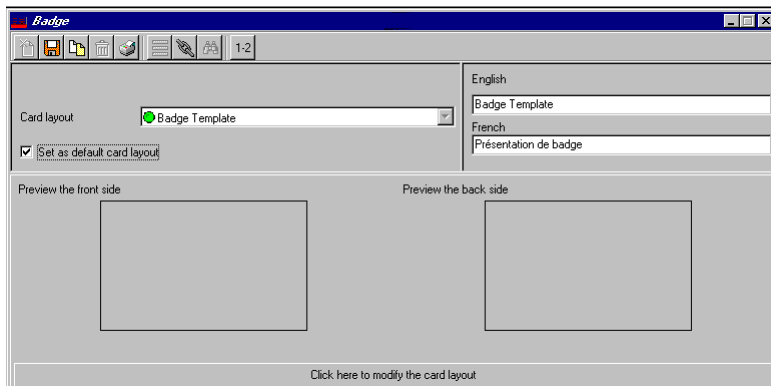 Badge
1-2
English
Card layout
Badge Template
Badge Template
French
Set as default card layout
Présentation de badge
Preview the front side
Preview the back side
Click here to modify the card layout